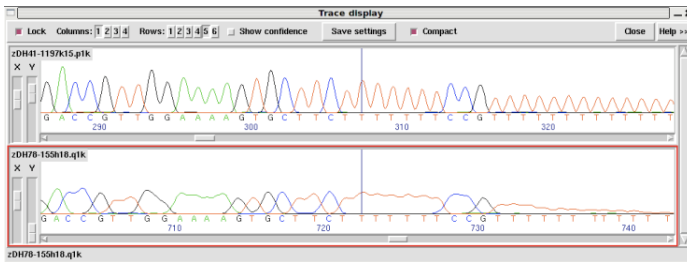 Trace display
Lock Columns: 1 2 3 4 Rows: 1 2 3 4 5 6 Show confidence Save settings Compact Close Help >>
zDH41-1197k15.p1k
X Y
G A C C G T T G G A A A A G T G C T T C T T T T T T T C C G T T T T T T T T T T T T
290 300 310 320
zDH78-155h18.q1k
X Y
G A C C G T T G G A A A A G T G C T T C T T T T T T T C C G T T T T T T T T T T T T
710 720 730 740
zDH78-155h18.q1k